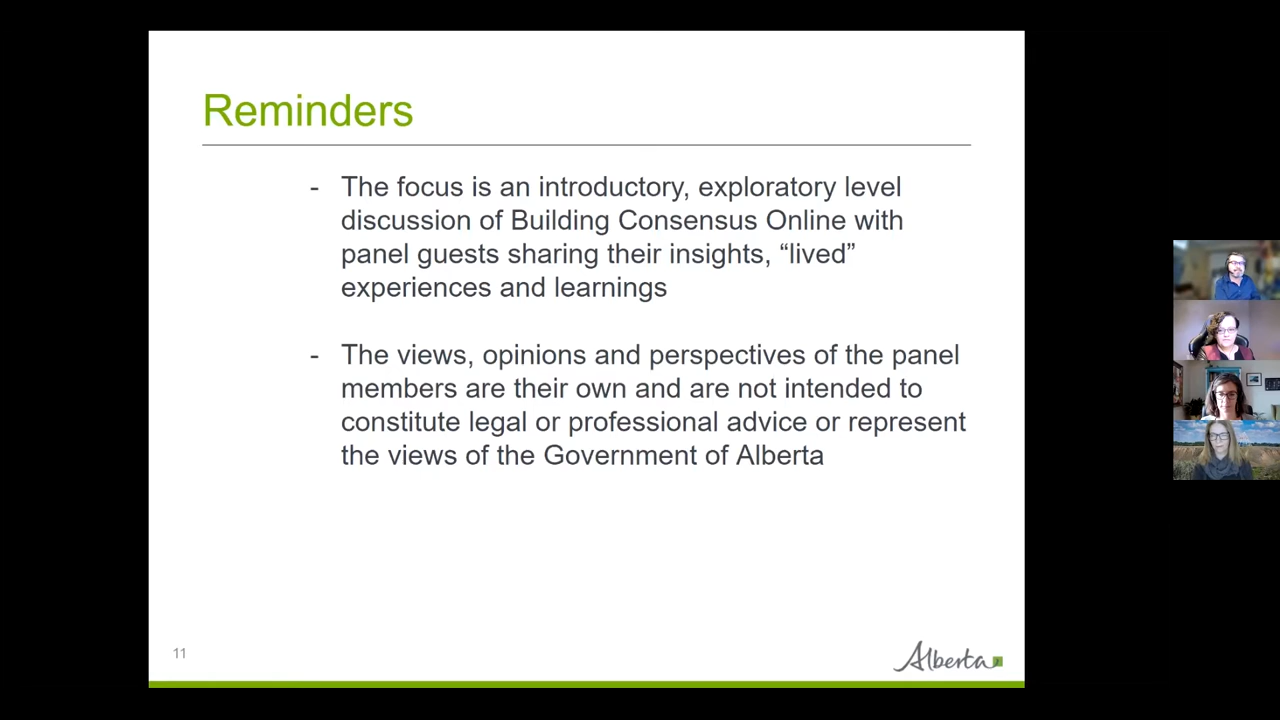 Reminders
- The focus is an introductory, exploratory level
discussion of Building Consensus Online with
panel guests sharing their insights, “lived”
experiences and learnings
- The views, opinions and perspectives of the panel
members are their own and are not intended to
constitute legal or professional advice or represent
the views of the Government of Alberta
11
Alberta